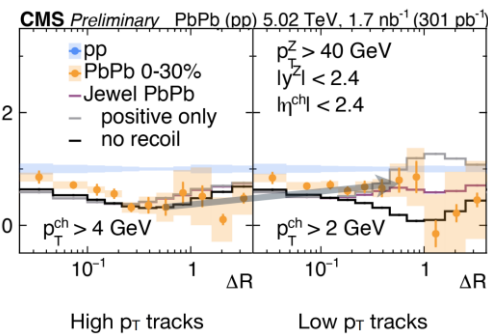 CMS Preliminary PbPb (pp) 5.02 TeV, 1.7 nb⁻¹ (301 pb⁻¹)
pp
PbPb 0-30%
Jewel PbPb
positive only
no recoil
p_T^Z > 40 GeV
|y^Z| < 2.4
|η^ch| < 2.4
2
0
p_T^ch > 4 GeV
p_T^ch > 2 GeV
10⁻¹ 1 10⁻¹ 1
ΔR ΔR
High p_T tracks Low p_T tracks